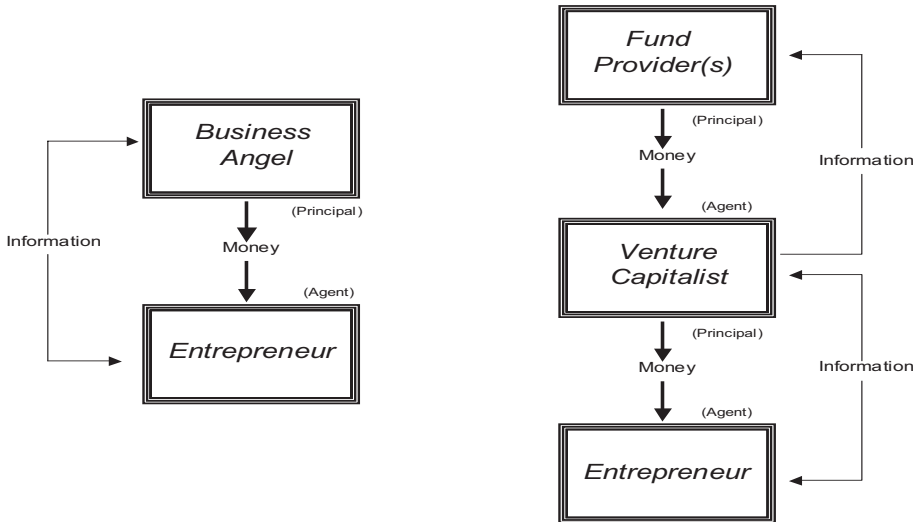 Business
Angel
(Principal)
Information
Money
(Agent)
Entrepreneur
Fund
Provider(s)
(Principal)
Money
Information
(Agent)
Venture
Capitalist
(Principal)
Money
Information
(Agent)
Entrepreneur